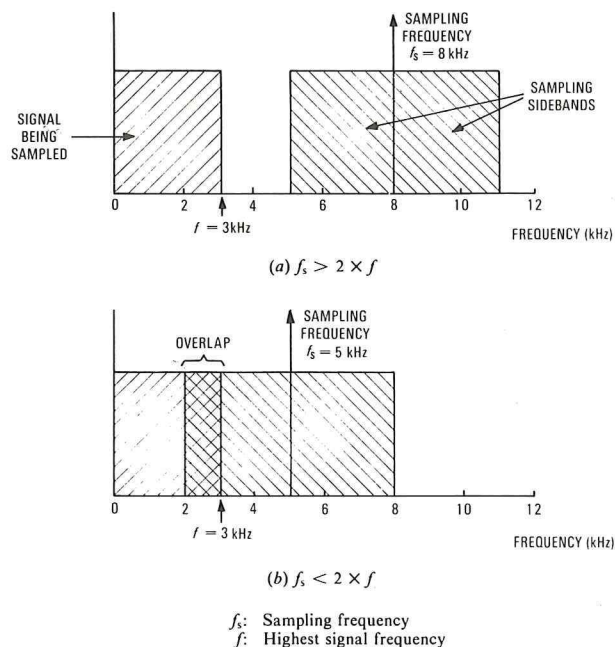 SAMPLING
FREQUENCY
fs = 8 kHz
SAMPLING
SIDEBANDS
SIGNAL
BEING
SAMPLED
0 2 4 6 8 10 12
f = 3kHz
FREQUENCY (kHz)
(a) fs > 2 × f
SAMPLING
FREQUENCY
fs = 5 kHz
OVERLAP
0 2 4 6 8 10 12
f = 3 kHz
FREQUENCY (kHz)
(b) fs < 2 × f
fs: Sampling frequency
f: Highest signal frequency